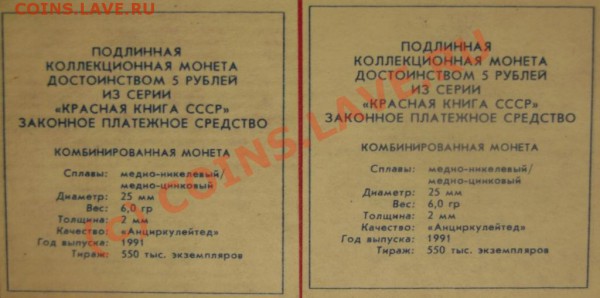 COINS.LAVE.RU
ПОДЛИННАЯ
КОЛЛЕКЦИОННАЯ МОНЕТА
ДОСТОИНСТВОМ 5 РУБЛЕЙ
ИЗ СЕРИИ
«КРАСНАЯ КНИГА СССР»
ЗАКОННОЕ ПЛАТЕЖНОЕ СРЕДСТВО
КОМБИНИРОВАННАЯ МОНЕТА
Сплавы: медно-никелевый/
медно-цинковый
Диаметр: 25 мм
Вес: 6,0 гр
Толщина: 2 мм
Качество: «Анциркулейтед»
Год выпуска: 1991
Тираж: 550 тыс. экземпляров
ПОДЛИННАЯ
КОЛЛЕКЦИОННАЯ МОНЕТА
ДОСТОИНСТВОМ 5 РУБЛЕЙ
ИЗ СЕРИИ
«КРАСНАЯ КНИГА СССР»
ЗАКОННОЕ ПЛАТЕЖНОЕ СРЕДСТВО
КОМБИНИРОВАННАЯ МОНЕТА
Сплавы: медно-никелевый/
медно-цинковый
Диаметр: 25 мм
Вес: 6,0 гр
Толщина: 2 мм
Качество: «Анциркулейтед»
Год выпуска: 1991
Тираж: 550 тыс. экземпляров
(c) COINS.LAVE.RU